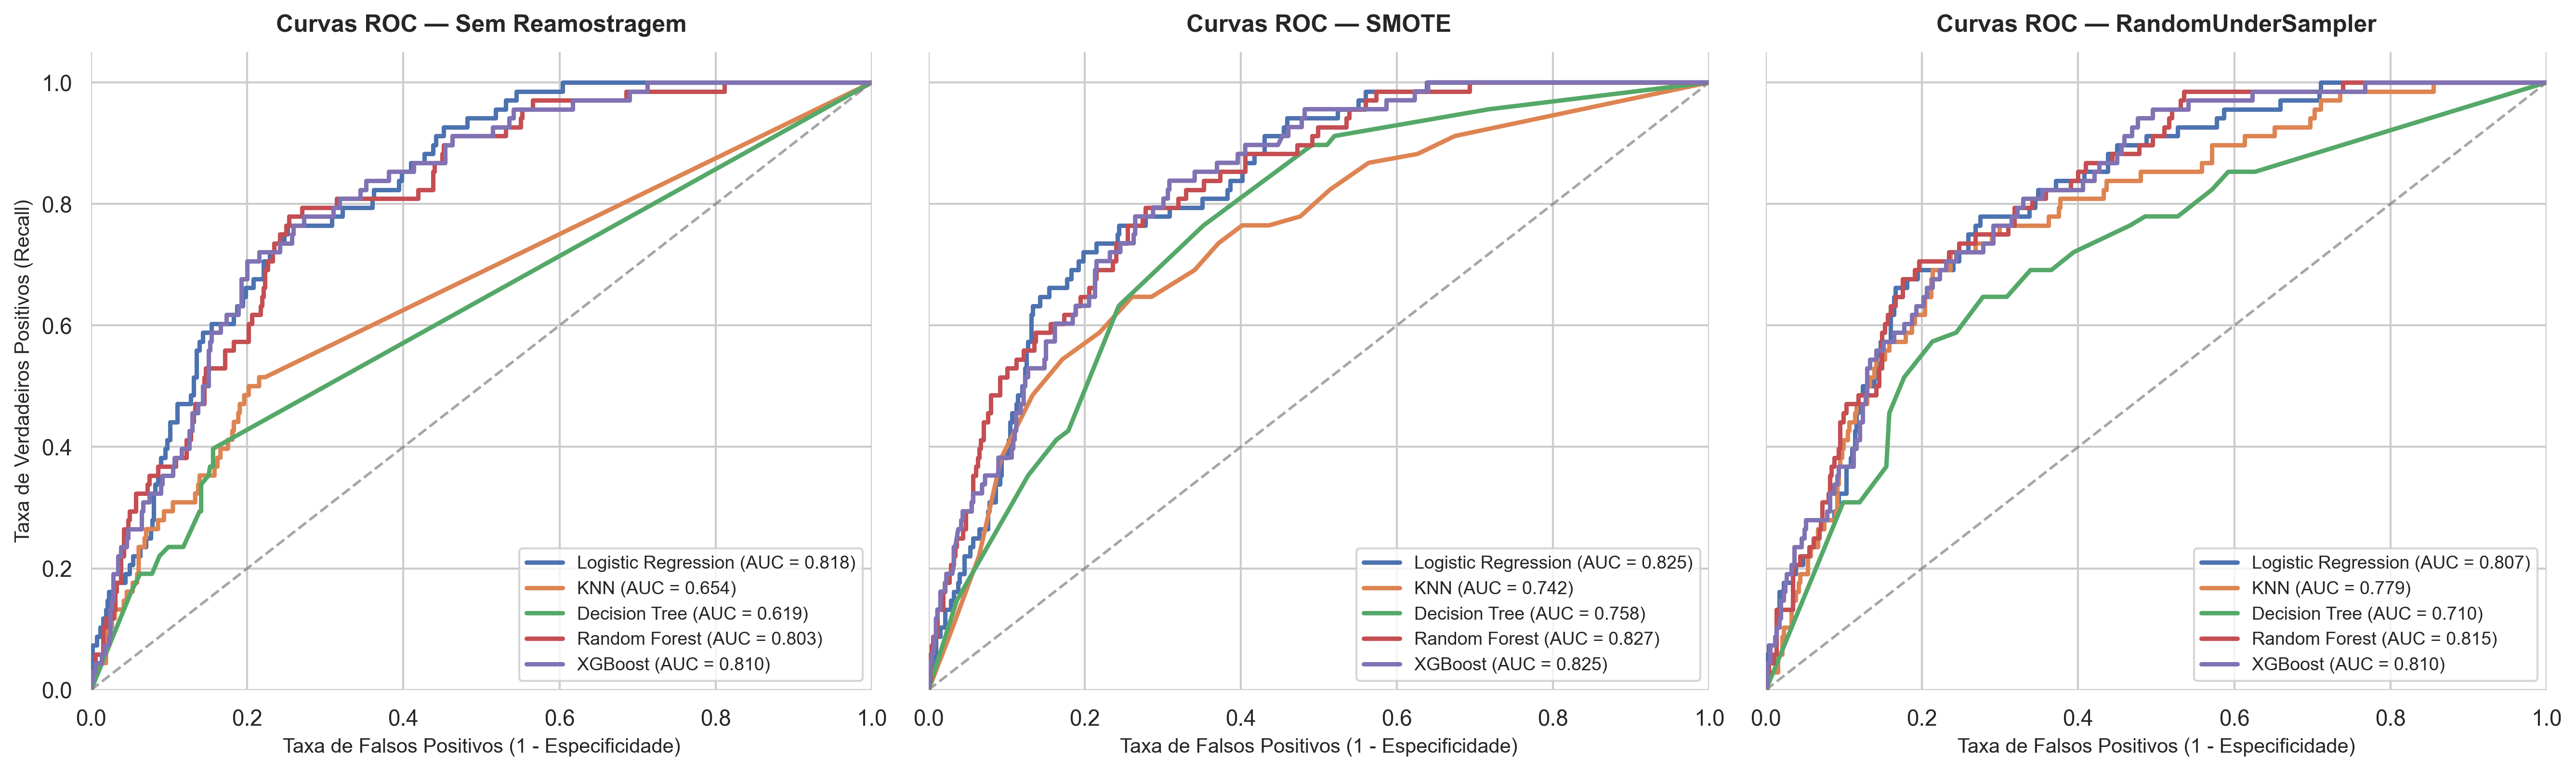 Curvas ROC — Sem Reamostragem
Taxa de Verdadeiros Positivos (Recall)
1.0
0.8
0.6
0.4
0.2
0.0
Logistic Regression (AUC = 0.818)
KNN (AUC = 0.654)
Decision Tree (AUC = 0.619)
Random Forest (AUC = 0.803)
XGBoost (AUC = 0.810)
0.0 0.2 0.4 0.6 0.8 1.0
Taxa de Falsos Positivos (1 - Especificidade)
Curvas ROC — SMOTE
Logistic Regression (AUC = 0.825)
KNN (AUC = 0.742)
Decision Tree (AUC = 0.758)
Random Forest (AUC = 0.827)
XGBoost (AUC = 0.825)
0.0 0.2 0.4 0.6 0.8 1.0
Taxa de Falsos Positivos (1 - Especificidade)
Curvas ROC — RandomUnderSampler
Logistic Regression (AUC = 0.807)
KNN (AUC = 0.779)
Decision Tree (AUC = 0.710)
Random Forest (AUC = 0.815)
XGBoost (AUC = 0.810)
0.0 0.2 0.4 0.6 0.8 1.0
Taxa de Falsos Positivos (1 - Especificidade)